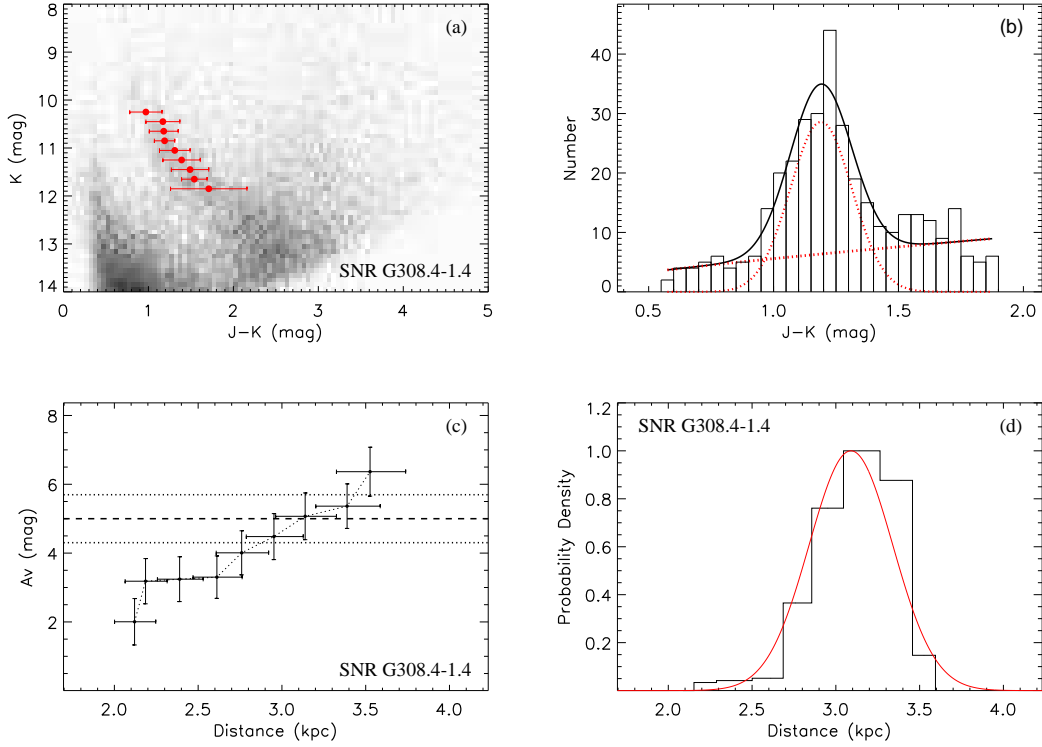 (a)
8
9
10
11
12
13
14
K (mag)
SNR G308.4-1.4
0 1 2 3 4 5
J-K (mag)
(b)
40
30
20
10
0
Number
0.5 1.0 1.5 2.0
J-K (mag)
(c)
8
6
4
2
Av (mag)
SNR G308.4-1.4
2.0 2.5 3.0 3.5 4.0
Distance (kpc)
SNR G308.4-1.4 (d)
1.2
1.0
0.8
0.6
0.4
0.2
Probability Density
2.0 2.5 3.0 3.5 4.0
Distance (kpc)